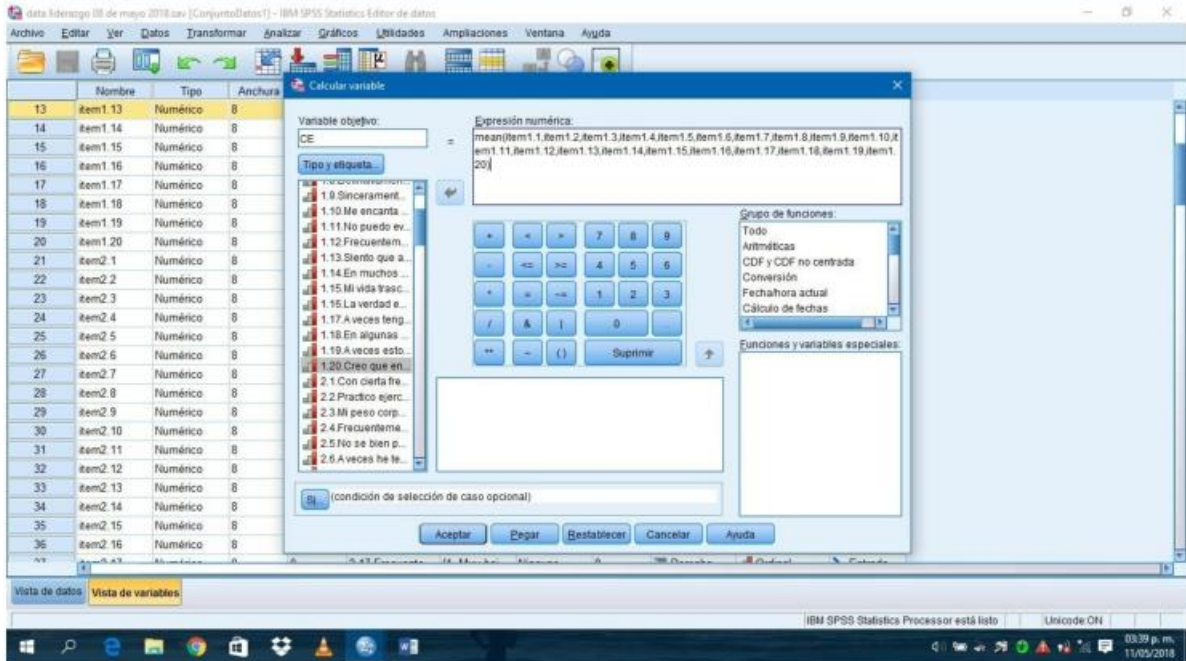 data liderazgo 08 de mayo 2018.sav [ConjuntoDatos1] - IBM SPSS Statistics Editor de datos
Archivo Editar Ver Datos Transformar Analizar Gráficos Utilidades Ampliaciones Ventana Ayuda
Nombre Tipo Anchura
13 item1.13 Numérico 8
14 item1.14 Numérico 8
15 item1.15 Numérico 8
16 item1.16 Numérico 8
17 item1.17 Numérico 8
18 item1.18 Numérico 8
19 item1.19 Numérico 8
20 item1.20 Numérico 8
21 item2.1 Numérico 8
22 item2.2 Numérico 8
23 item2.3 Numérico 8
24 item2.4 Numérico 8
25 item2.5 Numérico 8
26 item2.6 Numérico 8
27 item2.7 Numérico 8
28 item2.8 Numérico 8
29 item2.9 Numérico 8
30 item2.10 Numérico 8
31 item2.11 Numérico 8
32 item2.12 Numérico 8
33 item2.13 Numérico 8
34 item2.14 Numérico 8
35 item2.15 Numérico 8
36 item2.16 Numérico 8
Calcular variable
Variable objetivo:
CE
=
Tipo y etiqueta...
Expresión numérica:
mean(item1.1,item1.2,item1.3,item1.4,item1.5,item1.6,item1.7,item1.8,item1.9,item1.10,it
em1.11,item1.12,item1.13,item1.14,item1.15,item1.16,item1.17,item1.18,item1.19,item1.
20)
1.9.Sincerament...
1.10.Me encanta ...
1.11.No puedo ev...
1.12.Frecuentem...
1.13.Siento que a...
1.14.En muchos ...
1.15.Mi vida trasc...
1.16.La verdad e...
1.17.A veces teng...
1.18.En algunas ...
1.19.A veces esto...
1.20.Creo que en...
2.1.Con cierta fre...
2.2.Practico ejerc...
2.3.Mi peso corp...
2.4.Frecuenteme...
2.5.No se bien p...
2.6.A veces he te...
+ < > 7 8 9
- <= >= 4 5 6
* = ~= 1 2 3
/ & | 0 .
** ~ () Suprimir
Grupo de funciones:
Todo
Aritméticas
CDF y CDF no centrada
Conversión
Fecha/hora actual
Cálculo de fechas
Funciones y variables especiales:
Si... (condición de selección de caso opcional)
Aceptar Pegar Restablecer Cancelar Ayuda
Vista de datos Vista de variables
IBM SPSS Statistics Processor está listo Unicode:ON
03:39 p. m.
11/05/2018